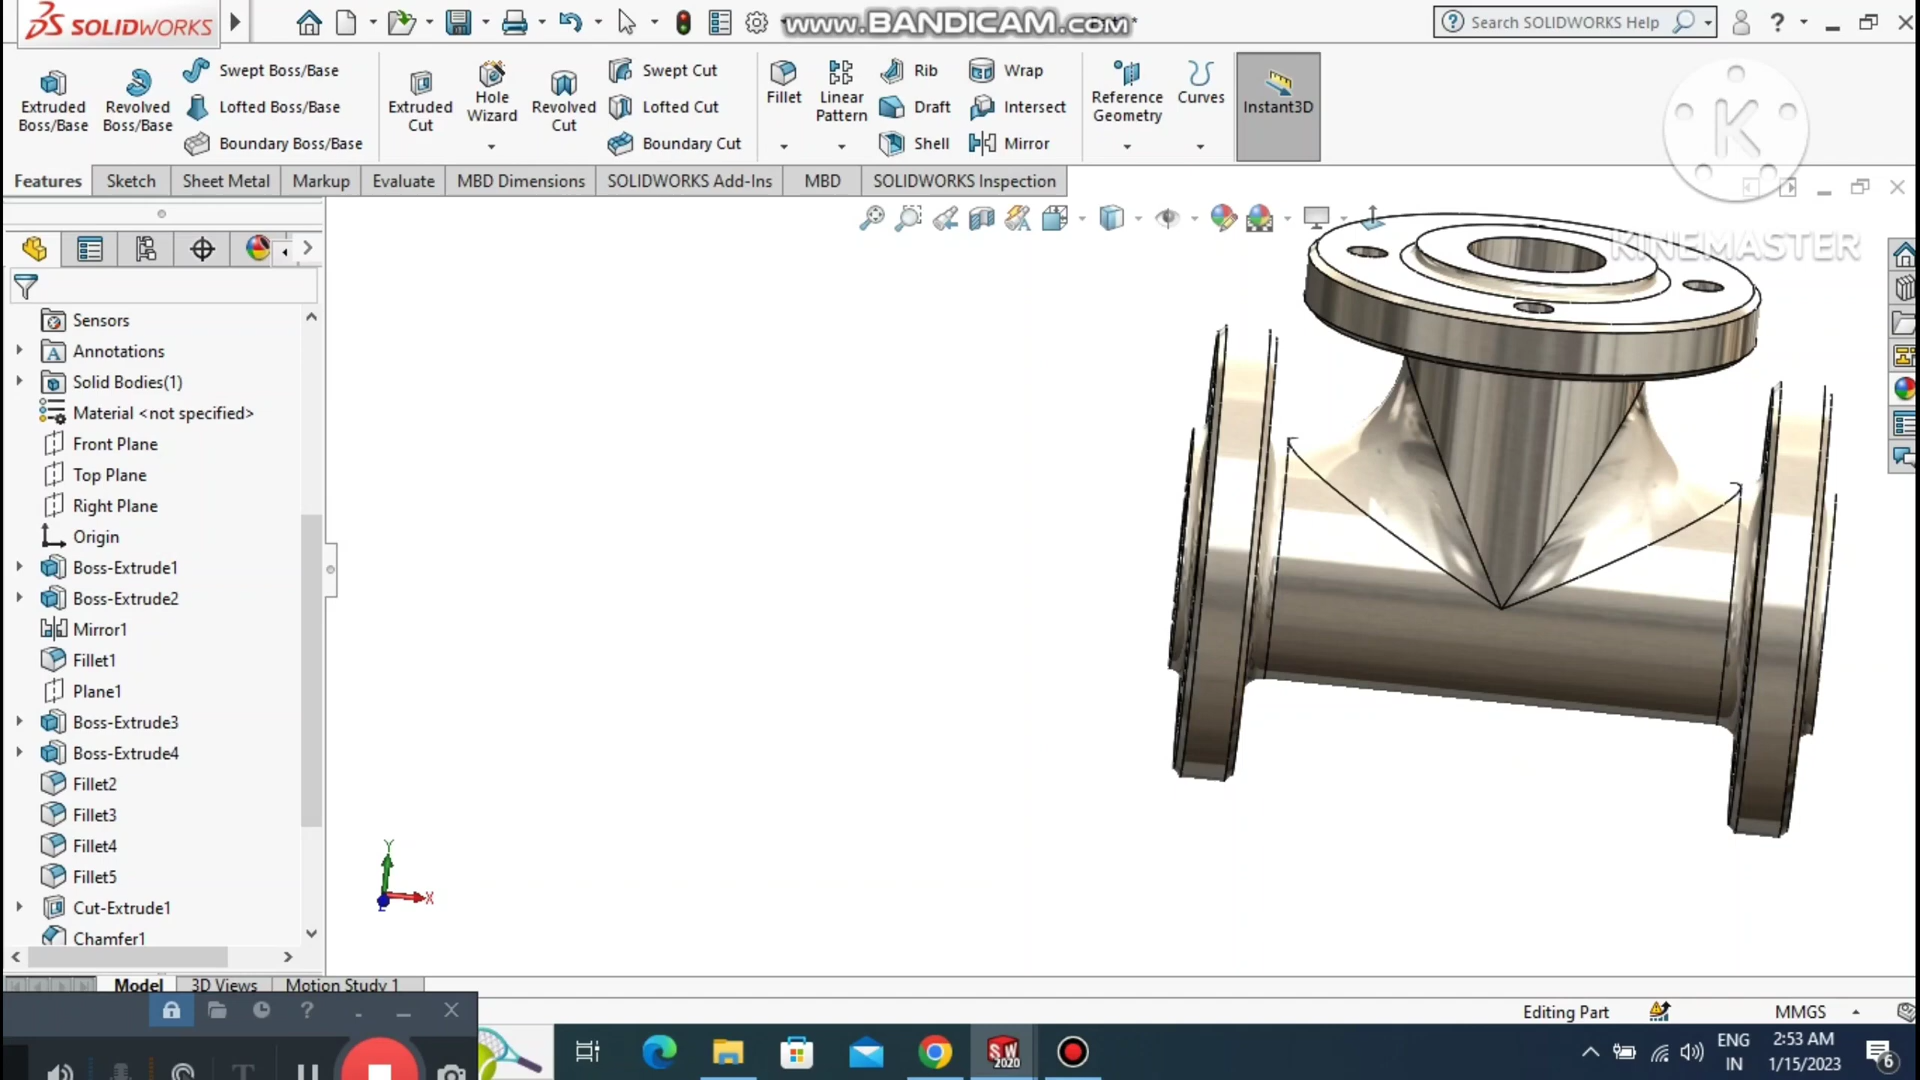 SOLIDWORKS
www.BANDICAM.com
*
Search SOLIDWORKS Help
?
Extruded Boss/Base
Revolved Boss/Base
Swept Boss/Base
Lofted Boss/Base
Boundary Boss/Base
Extruded Cut
Hole Wizard
Revolved Cut
Swept Cut
Lofted Cut
Boundary Cut
Fillet
Linear Pattern
Rib
Draft
Shell
Wrap
Intersect
Mirror
Reference Geometry
Curves
Instant3D
K
KINEMASTER
Features
Sketch
Sheet Metal
Markup
Evaluate
MBD Dimensions
SOLIDWORKS Add-Ins
MBD
SOLIDWORKS Inspection
Sensors
Annotations
Solid Bodies(1)
Material <not specified>
Front Plane
Top Plane
Right Plane
Origin
Boss-Extrude1
Boss-Extrude2
Mirror1
Fillet1
Plane1
Boss-Extrude3
Boss-Extrude4
Fillet2
Fillet3
Fillet4
Fillet5
Cut-Extrude1
Chamfer1
Y
X
Model
3D Views
Motion Study 1
?
Editing Part
MMGS
T
SW
2020
ENG
IN
2:53 AM
1/15/2023
6